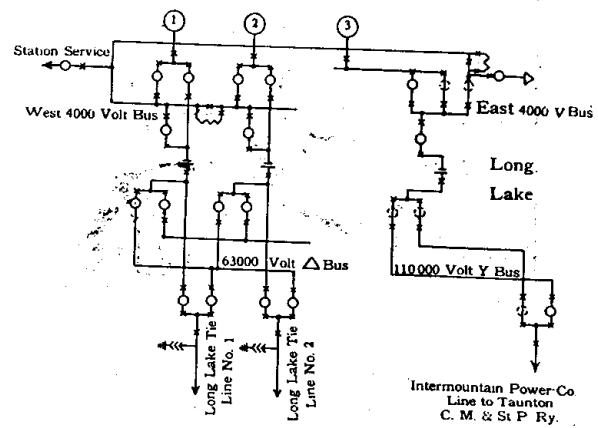 1
2
3
Station Service
West 4000 Volt Bus
East 4000 V Bus
Long
Lake
63000 Volt Δ Bus
110000 Volt Y Bus
Long Lake Tie
Line No. 1
Long Lake Tie
Line No. 2
Intermountain Power Co.
Line to Taunton
C. M. & St P Ry.